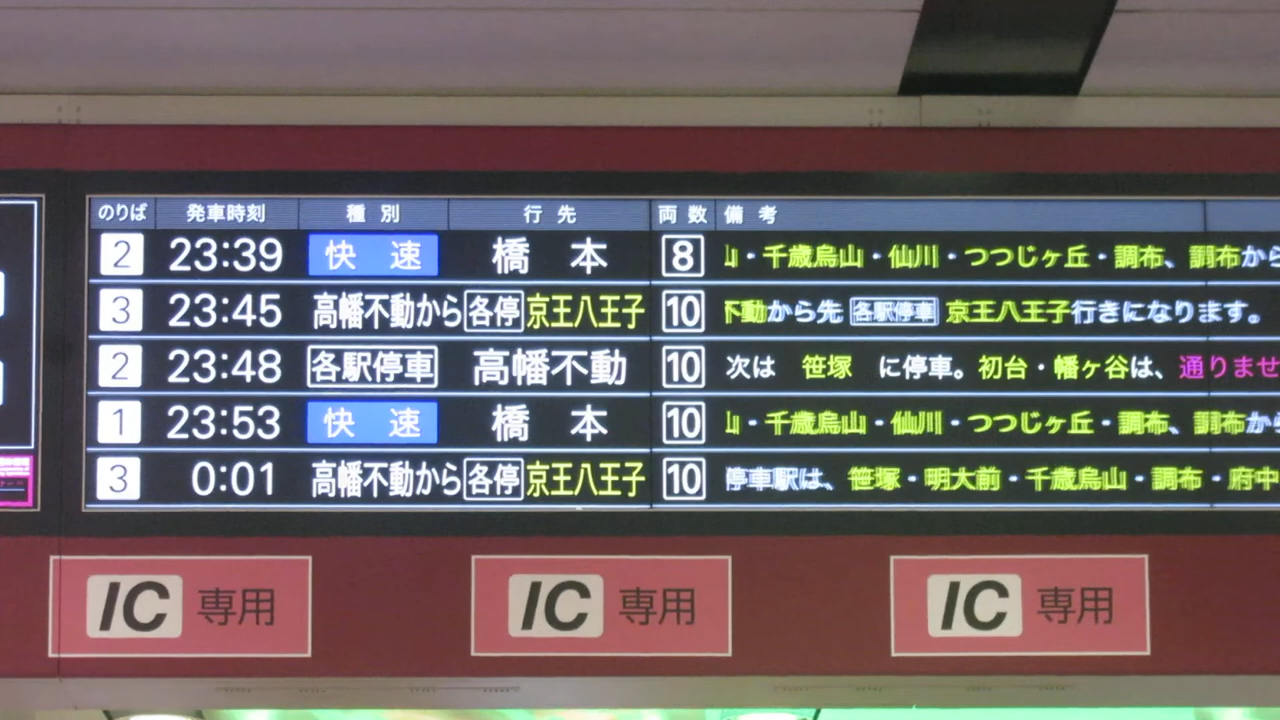 のりば 発車時刻 種別 行先 両数 備考
2 23:39 快速 橋本 8 山・千歳烏山・仙川・つつじヶ丘・調布、調布から
3 23:45 高幡不動から各停京王八王子 10 不動から先 各駅停車 京王八王子行きになります。
2 23:48 各駅停車 高幡不動 10 次は 笹塚 に停車。初台・幡ヶ谷は、通りませ
1 23:53 快速 橋本 10 山・千歳烏山・仙川・つつじヶ丘・調布、調布か
3 0:01 高幡不動から各停京王八王子 10 停車駅は、笹塚・明大前・千歳烏山・調布・府中
IC 専用 IC 専用 IC 専用